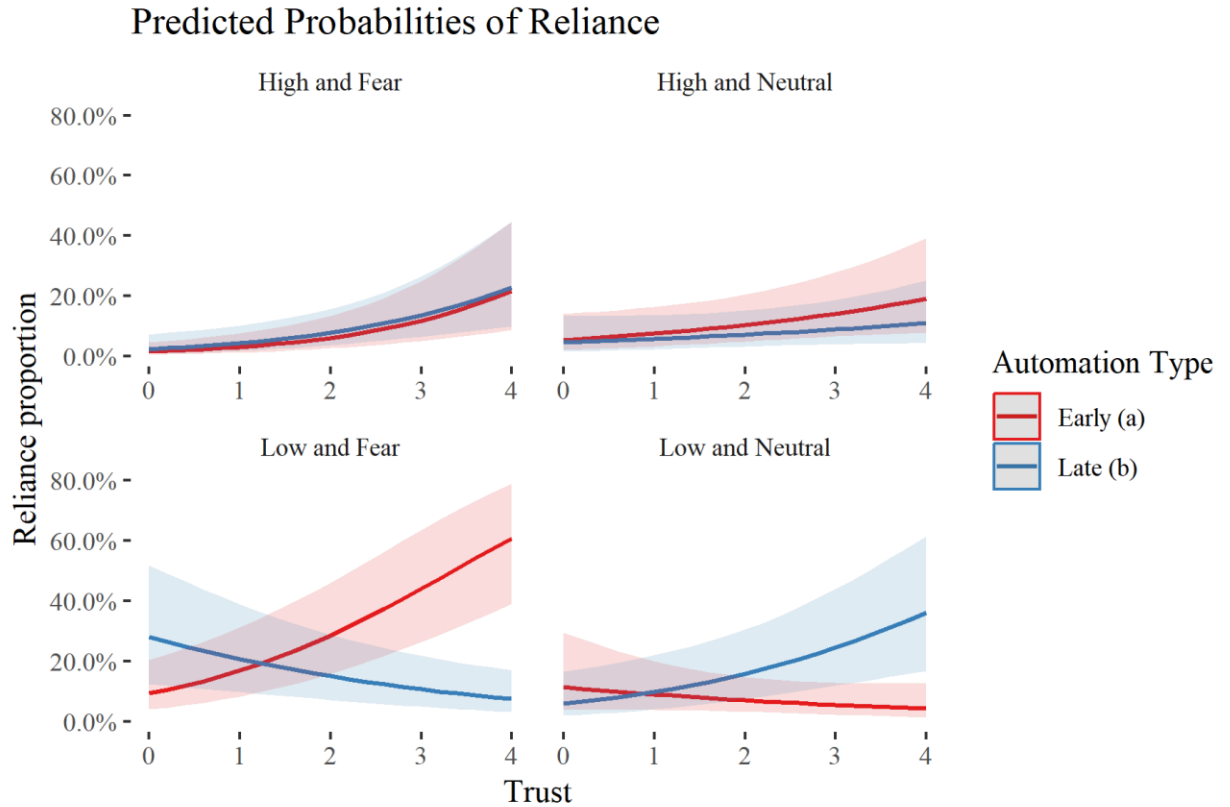 Predicted Probabilities of Reliance
High and Fear
High and Neutral
80.0%
60.0%
40.0%
20.0%
0.0%
0 1 2 3 4
0 1 2 3 4
Low and Fear
Low and Neutral
80.0%
60.0%
40.0%
20.0%
0.0%
0 1 2 3 4
0 1 2 3 4
Reliance proportion
Trust
Automation Type
Early (a)
Late (b)